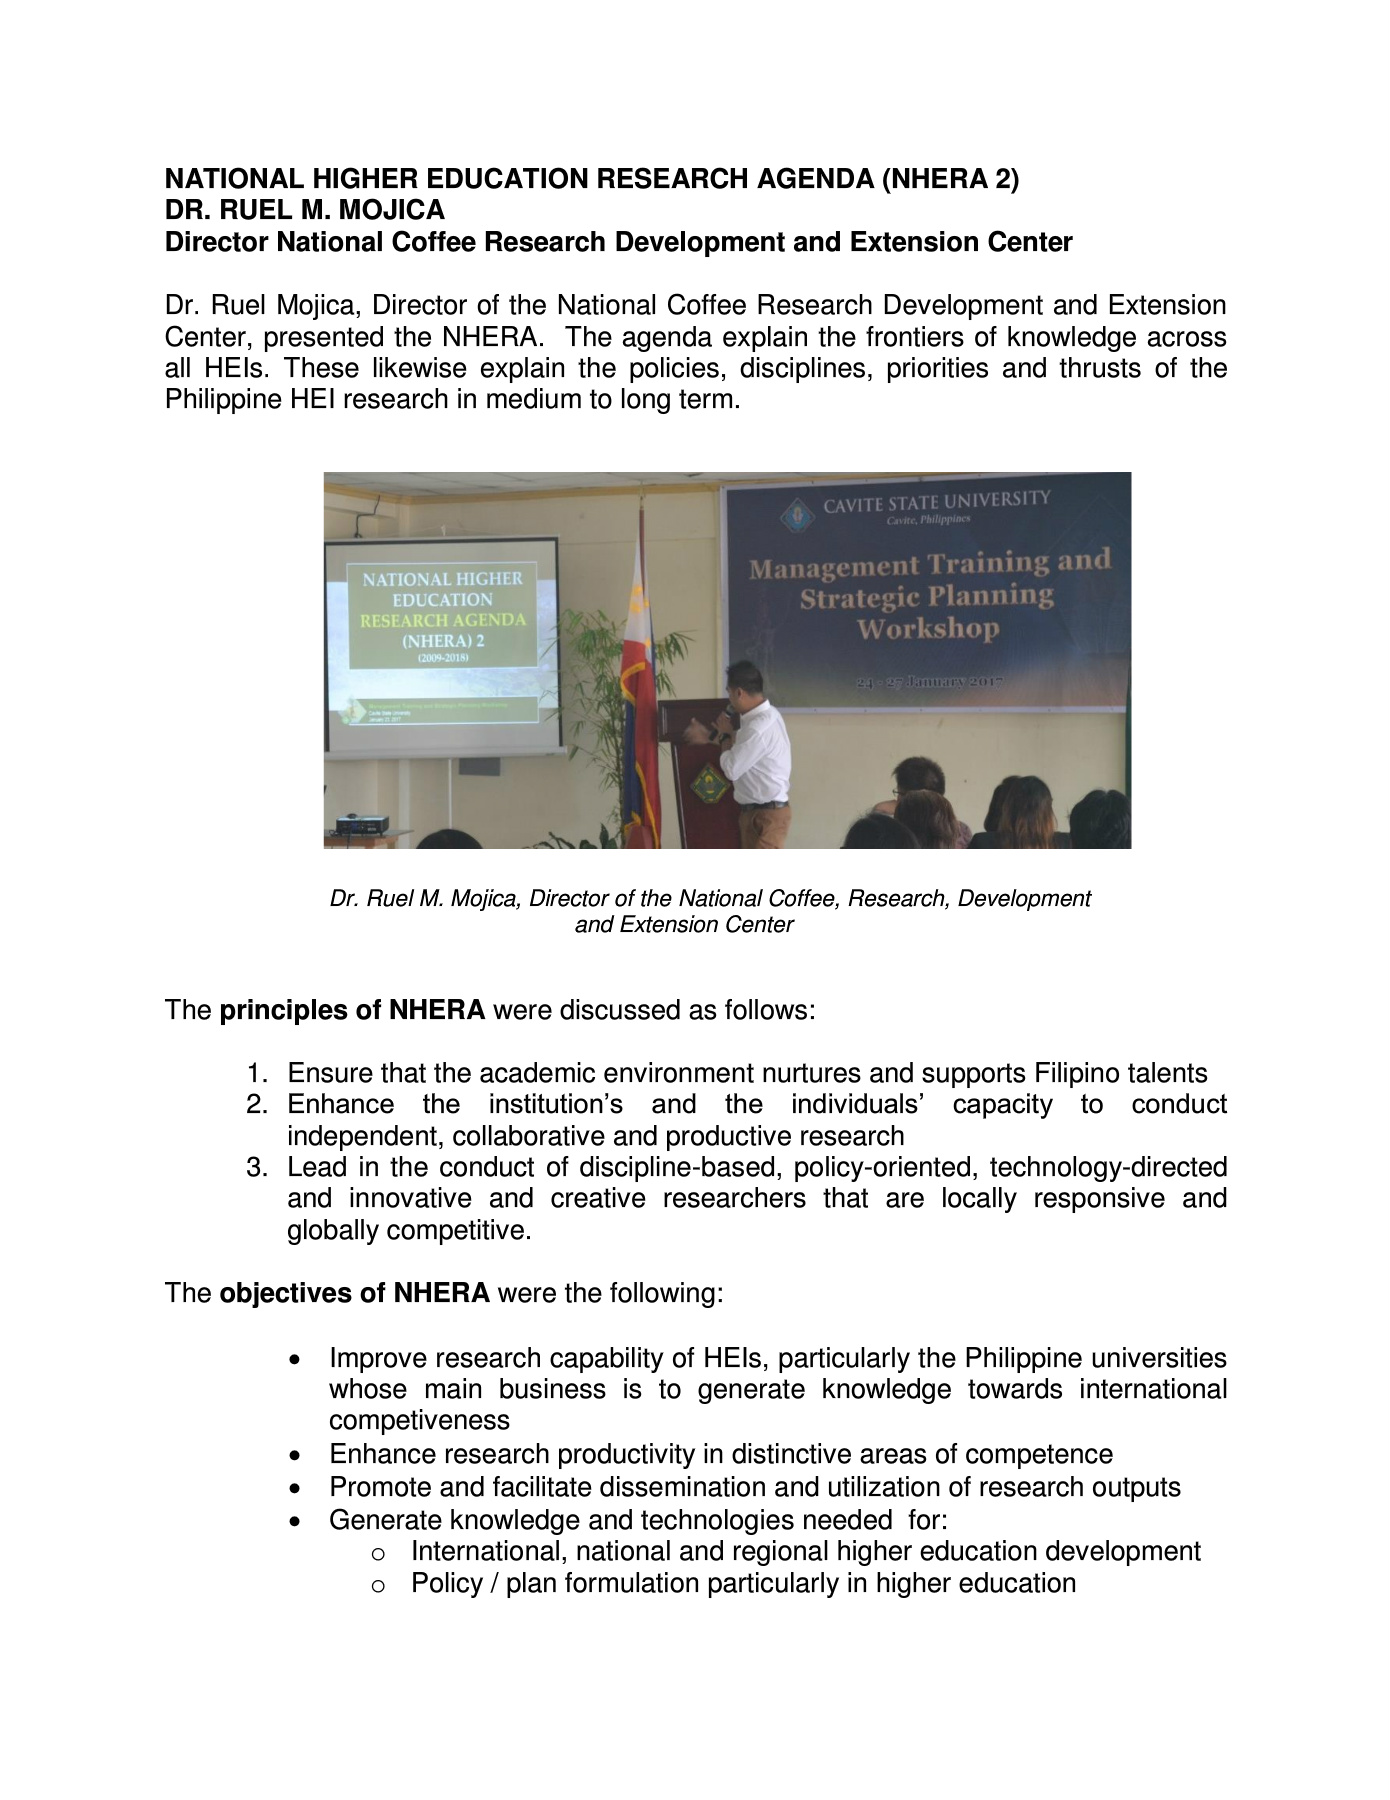 NATIONAL HIGHER EDUCATION RESEARCH AGENDA (NHERA 2)
DR. RUEL M. MOJICA
Director National Coffee Research Development and Extension Center
Dr. Ruel Mojica, Director of the National Coffee Research Development and Extension
Center, presented the NHERA.  The agenda explain the frontiers of knowledge across
all HEIs. These likewise explain the policies, disciplines, priorities and thrusts of the
Philippine HEI research in medium to long term.
CAVITE STATE UNIVERSITY
Cavite, Philippines
Management Training and
Strategic Planning
Workshop
24 - 27 January 2017
NATIONAL HIGHER
EDUCATION
RESEARCH AGENDA
(NHERA) 2
(2009-2018)
Management Training and Strategic Planning Workshop
Cavite State University
Dr. Ruel M. Mojica, Director of the National Coffee, Research, Development
and Extension Center
The principles of NHERA were discussed as follows:
1. Ensure that the academic environment nurtures and supports Filipino talents
2. Enhance the institution’s and the individuals’ capacity to conduct
independent, collaborative and productive research
3. Lead in the conduct of discipline-based, policy-oriented, technology-directed
and innovative and creative researchers that are locally responsive and
globally competitive.
The objectives of NHERA were the following:
• Improve research capability of HEIs, particularly the Philippine universities
whose main business is to generate knowledge towards international
competiveness
• Enhance research productivity in distinctive areas of competence
• Promote and facilitate dissemination and utilization of research outputs
• Generate knowledge and technologies needed  for:
o International, national and regional higher education development
o Policy / plan formulation particularly in higher education